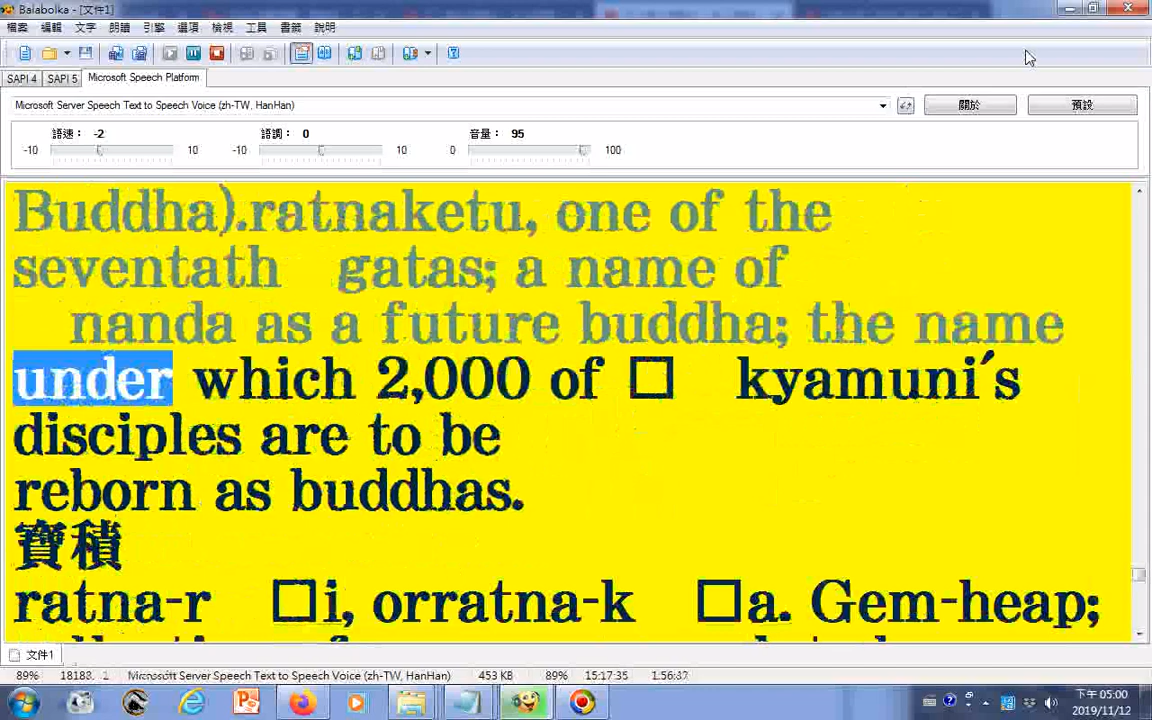 Balabolka - [文件1]
檔案 編輯 文字 朗讀 引擎 選項 檢視 工具 書籤 說明
SAPI 4 SAPI 5 Microsoft Speech Platform
Microsoft Server Speech Text to Speech Voice (zh-TW, HanHan) 關於 預設
語速： -2 語調： 0 音量： 95
-10 10 -10 10 0 100
Buddha).ratnaketu, one of the
seventath gatas; a name of
nanda as a future buddha; the name
under which 2,000 of □ kyamuni´s
disciples are to be
reborn as buddhas.
寶積
ratna-r □i, orratna-k □a. Gem-heap;
文件1
89% 18188. 1 Microsoft Server Speech Text to Speech Voice (zh-TW, HanHan) 453 KB 89% 15:17:35 1:56:37
下午 05:00
2019/11/12